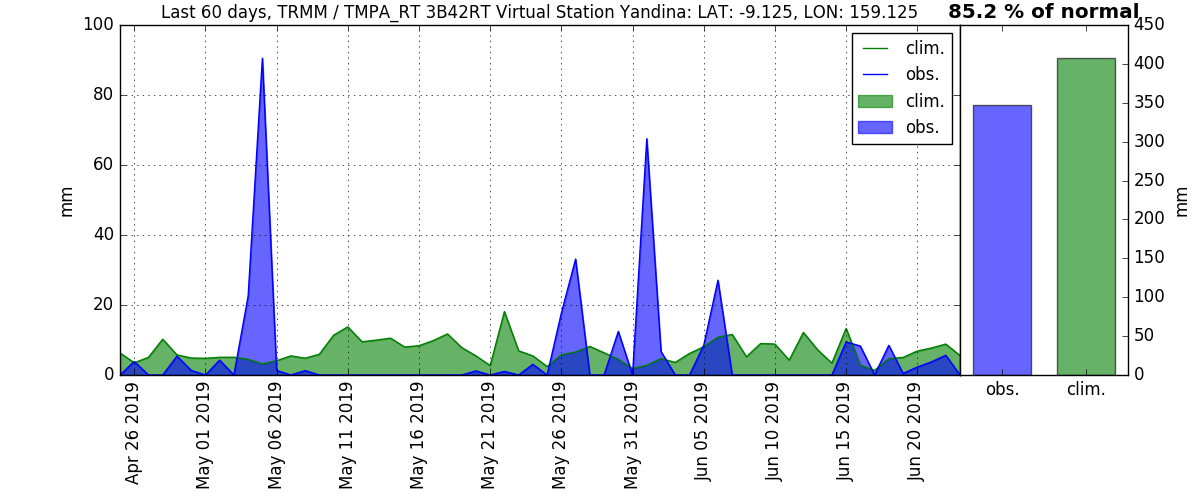 Last 60 days, TRMM / TMPA_RT 3B42RT Virtual Station Yandina: LAT: -9.125, LON: 159.125
85.2 % of normal
100
80
60
40
20
0
mm
clim.
obs.
clim.
obs.
450
400
350
300
250
200
150
100
50
0
mm
obs.
clim.
Apr 26 2019
May 01 2019
May 06 2019
May 11 2019
May 16 2019
May 21 2019
May 26 2019
May 31 2019
Jun 05 2019
Jun 10 2019
Jun 15 2019
Jun 20 2019